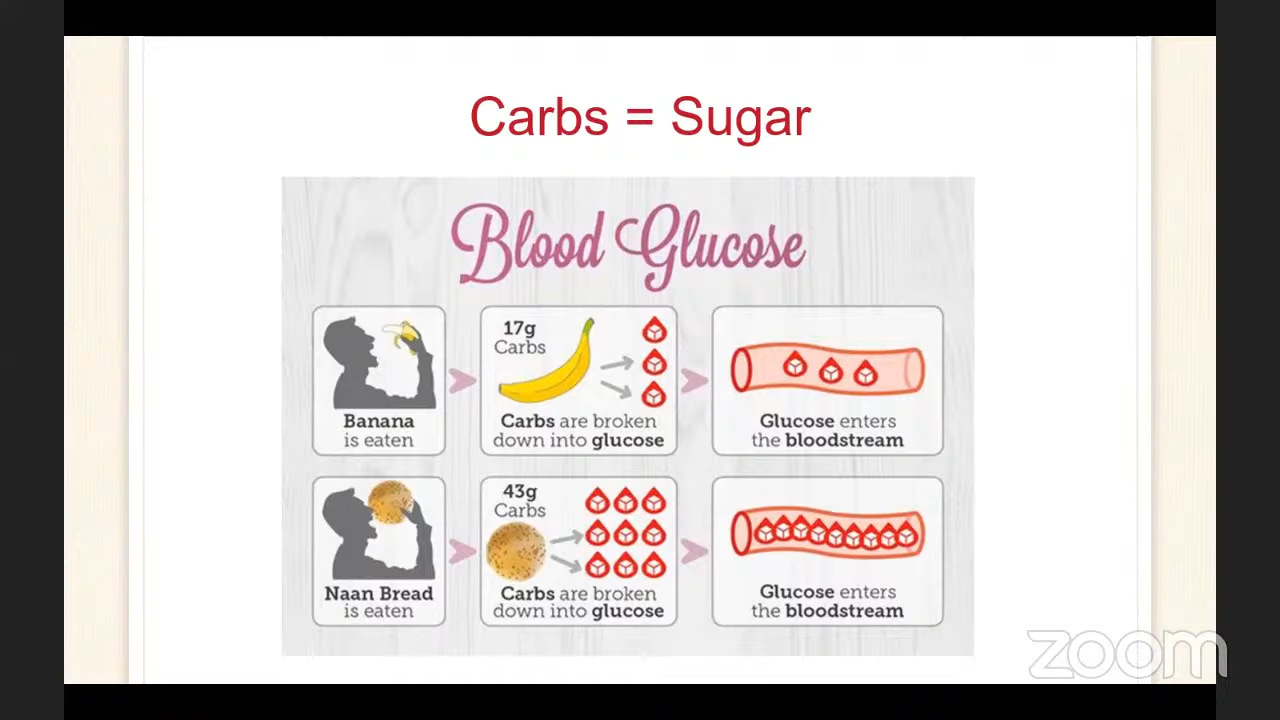 Carbs = Sugar
Blood Glucose
Banana
is eaten
17g
Carbs
Carbs are broken
down into glucose
Glucose enters
the bloodstream
Naan Bread
is eaten
43g
Carbs
Carbs are broken
down into glucose
Glucose enters
the bloodstream
zoom